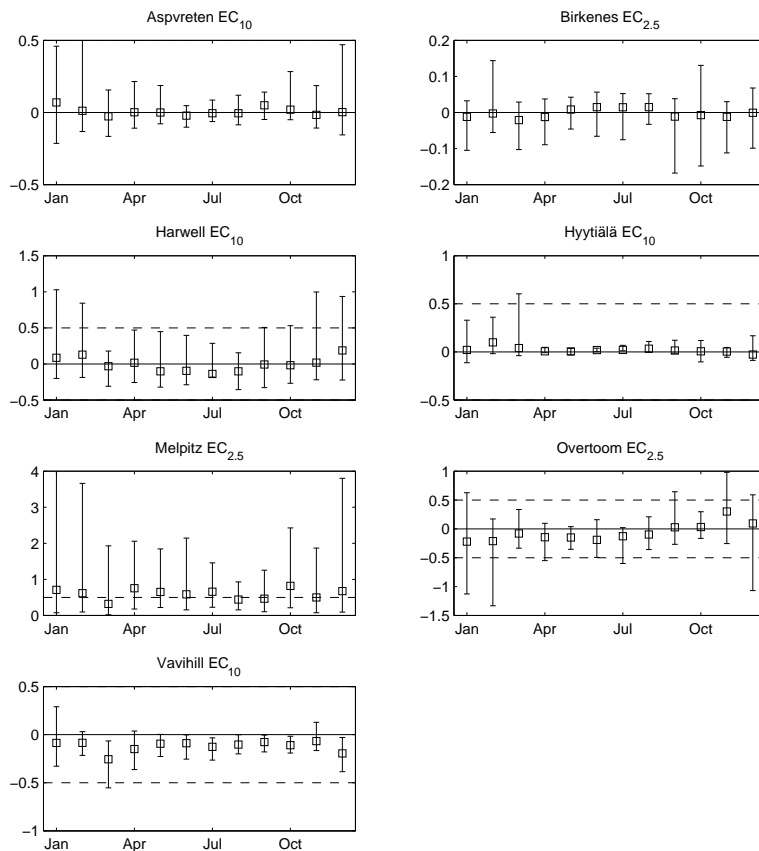 Aspvreten EC10
0.5
0
−0.5
Jan Apr Jul Oct
Birkenes EC2.5
0.2
0.1
0
−0.1
−0.2
Jan Apr Jul Oct
Harwell EC10
1.5
1
0.5
0
−0.5
Jan Apr Jul Oct
Hyytiälä EC10
1
0.5
0
−0.5
Jan Apr Jul Oct
Melpitz EC2.5
4
3
2
1
0
Jan Apr Jul Oct
Overtoom EC2.5
1
0.5
0
−0.5
−1
−1.5
Jan Apr Jul Oct
Vavihill EC10
0.5
0
−0.5
−1
Jan Apr Jul Oct